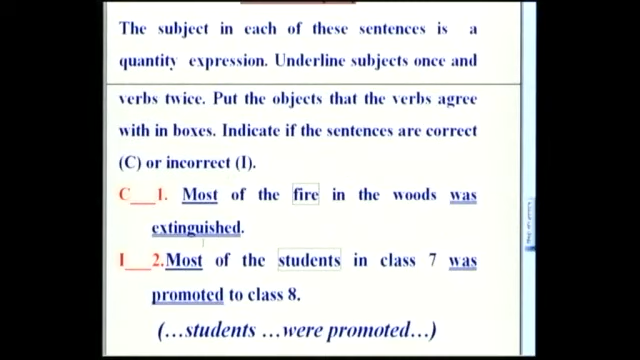 The subject in each of these sentences is a
quantity expression. Underline subjects once and
verbs twice. Put the objects that the verbs agree
with in boxes. Indicate if the sentences are correct
(C) or incorrect (I).
C___1. Most of the fire in the woods was
extinguished.
I___2.Most of the students in class 7 was
promoted to class 8.
(…students …were promoted…)